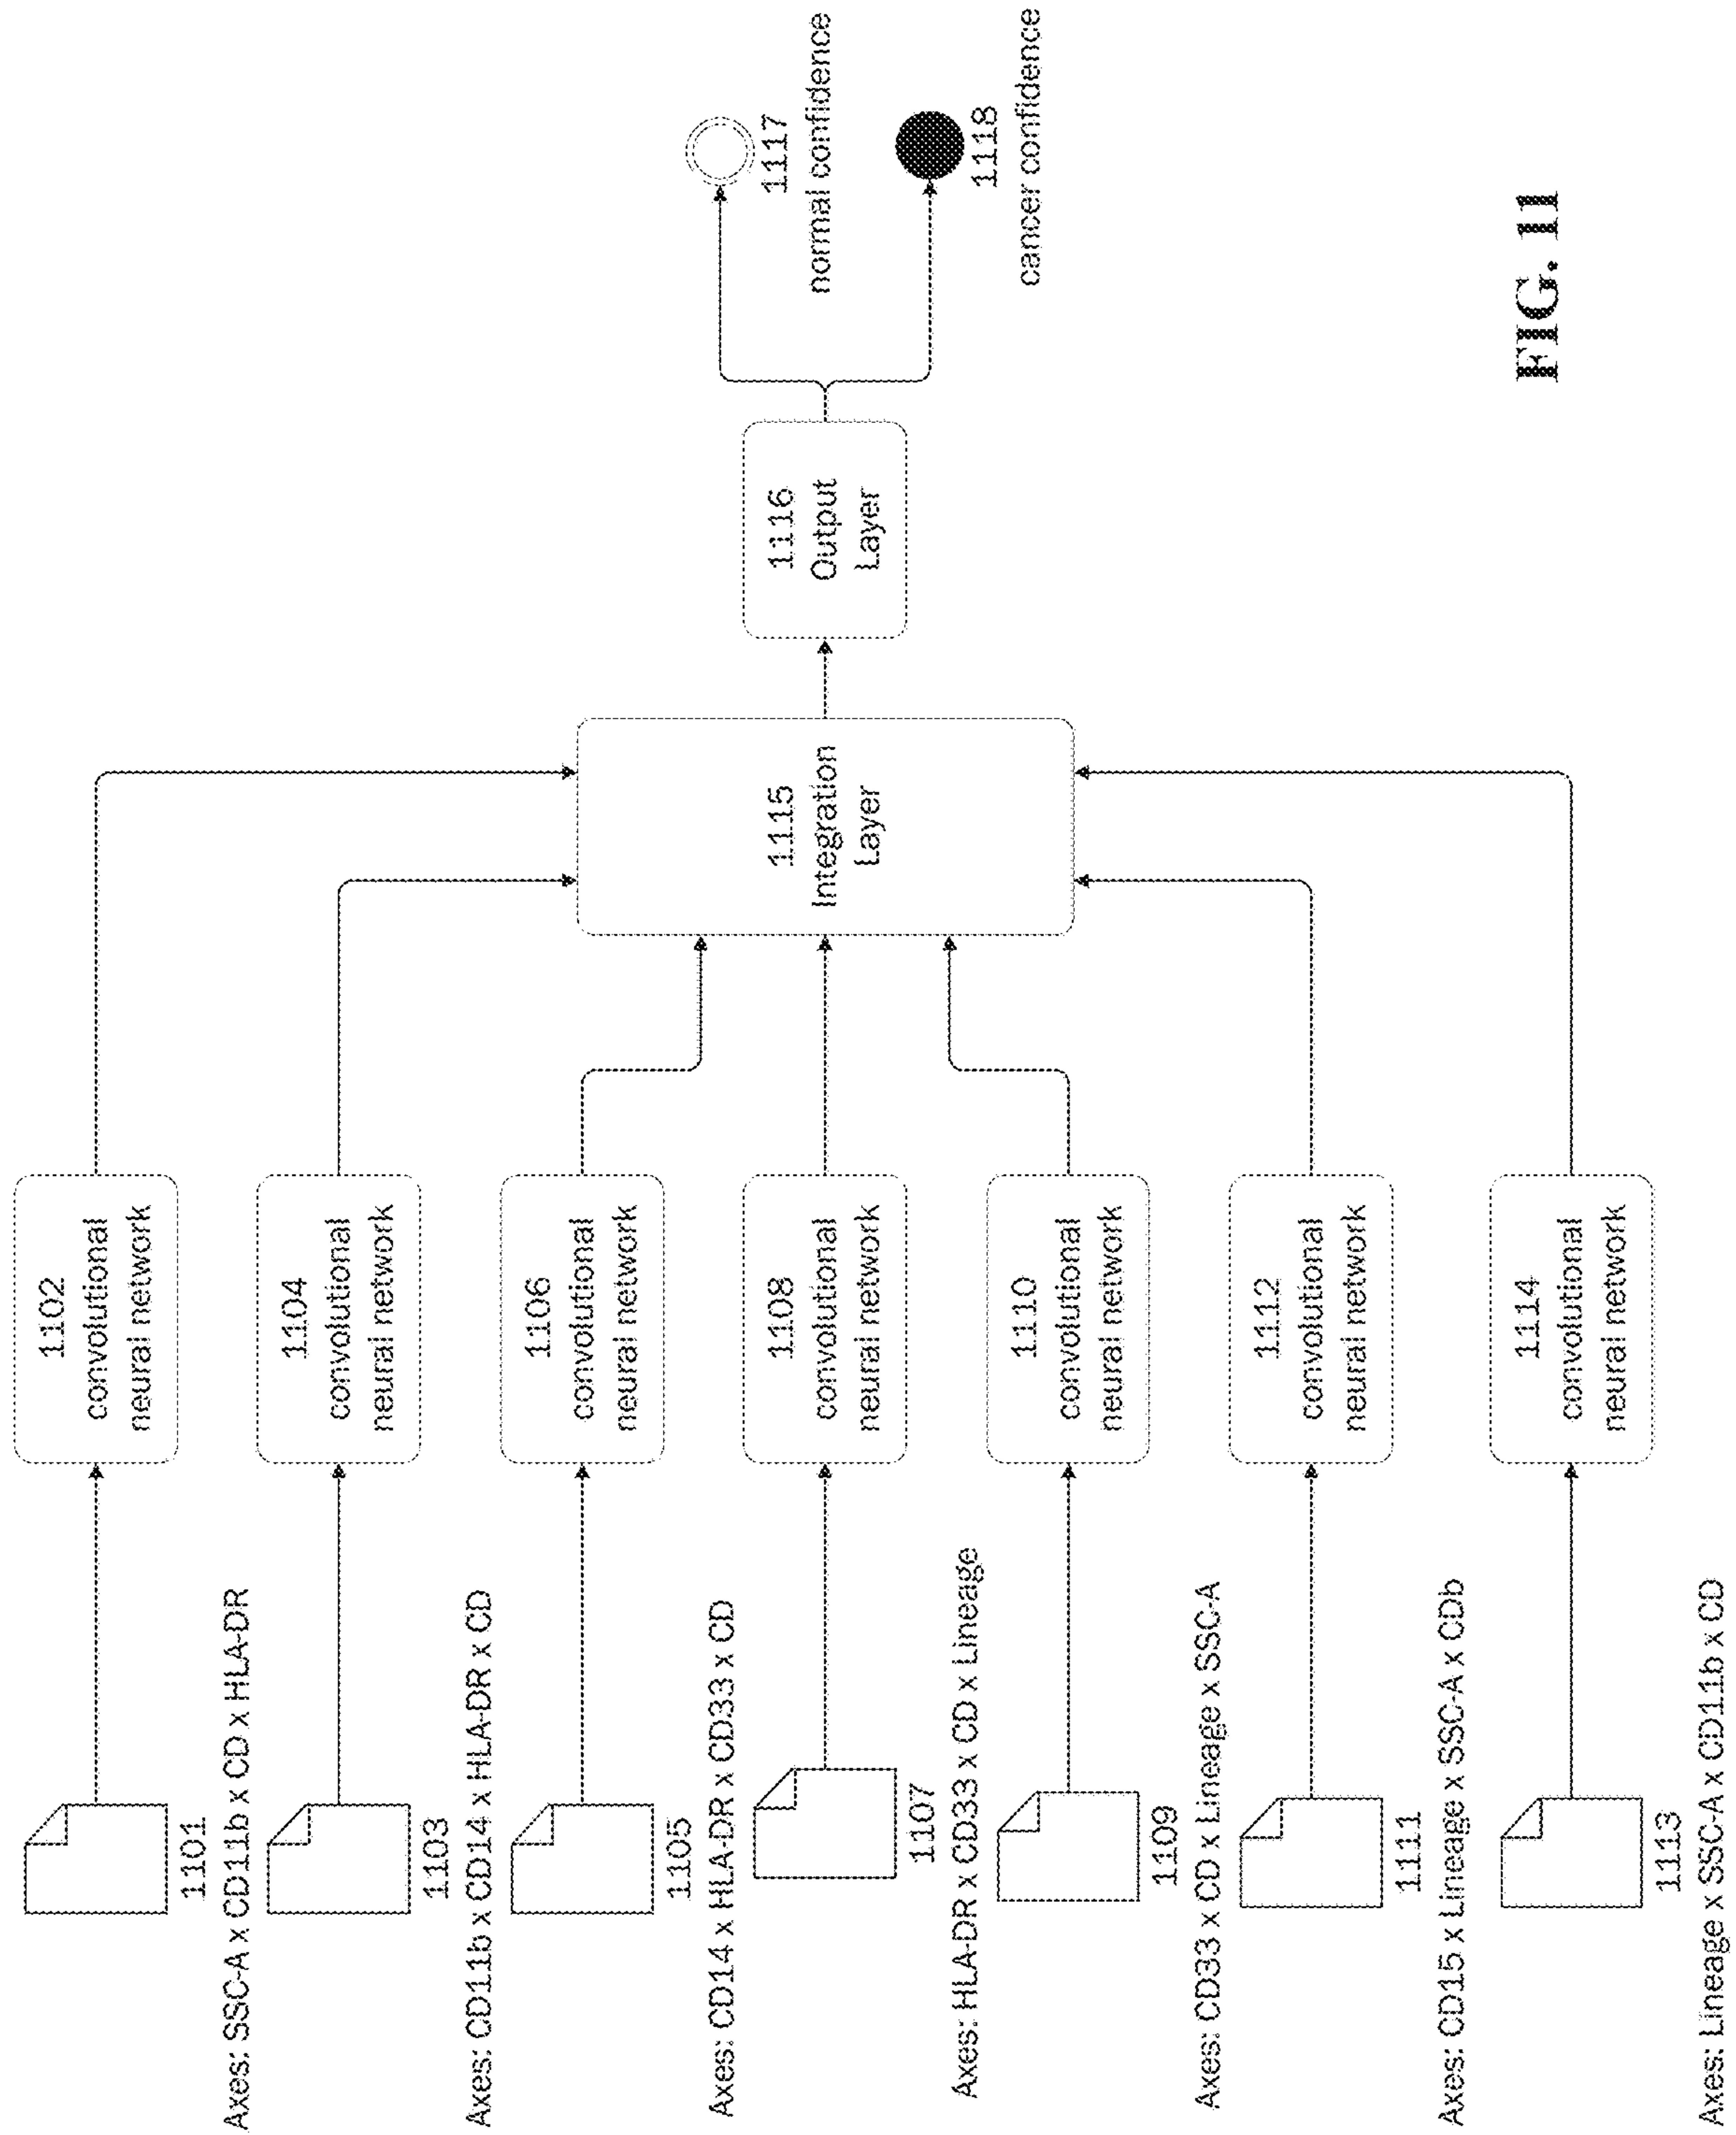 1101
Axes: SSC-A x CD11b x CD x HLA-DR
1102
convolutional
neural network
1103
Axes: CD11b x CD14 x HLA-DR x CD
1104
convolutional
neural network
1105
Axes: CD14 x HLA-DR x CD33 x CD
1106
convolutional
neural network
1107
Axes: HLA-DR x CD33 x CD x Lineage
1108
convolutional
neural network
1109
Axes: CD33 x CD x Lineage x SSC-A
1110
convolutional
neural network
1111
Axes: CD15 x Lineage x SSC-A x CDb
1112
convolutional
neural network
1113
Axes: Lineage x SSC-A x CD11b x CD
1114
convolutional
neural network
1115
Integration
Layer
1116
Output
Layer
1117
normal confidence
1118
cancer confidence
FIG. 11